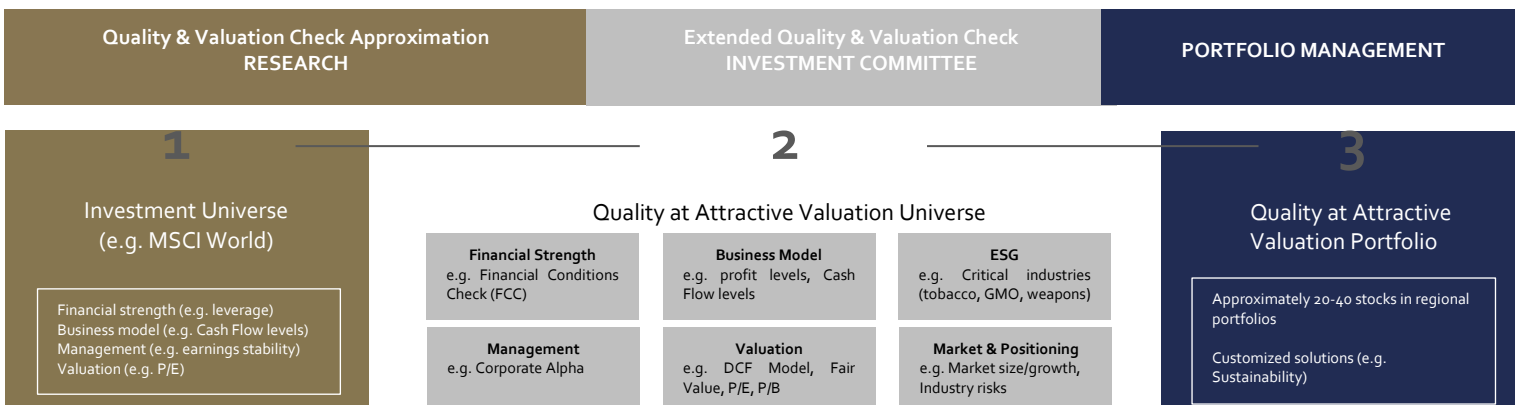 Quality & Valuation Check Approximation
RESEARCH
Extended Quality & Valuation Check
INVESTMENT COMMITTEE
PORTFOLIO MANAGEMENT
1
Investment Universe
(e.g. MSCI World)
Financial strength (e.g. leverage)
Business model (e.g. Cash Flow levels)
Management (e.g. earnings stability)
Valuation (e.g. P/E)
2
Quality at Attractive Valuation Universe
Financial Strength
e.g. Financial Conditions
Check (FCC)
Business Model
e.g. profit levels, Cash
Flow levels
ESG
e.g. Critical industries
(tobacco, GMO, weapons)
Management
e.g. Corporate Alpha
Valuation
e.g. DCF Model, Fair
Value, P/E, P/B
Market & Positioning
e.g. Market size/growth,
Industry risks
3
Quality at Attractive
Valuation Portfolio
Approximately 20-40 stocks in regional
portfolios
Customized solutions (e.g.
Sustainability)